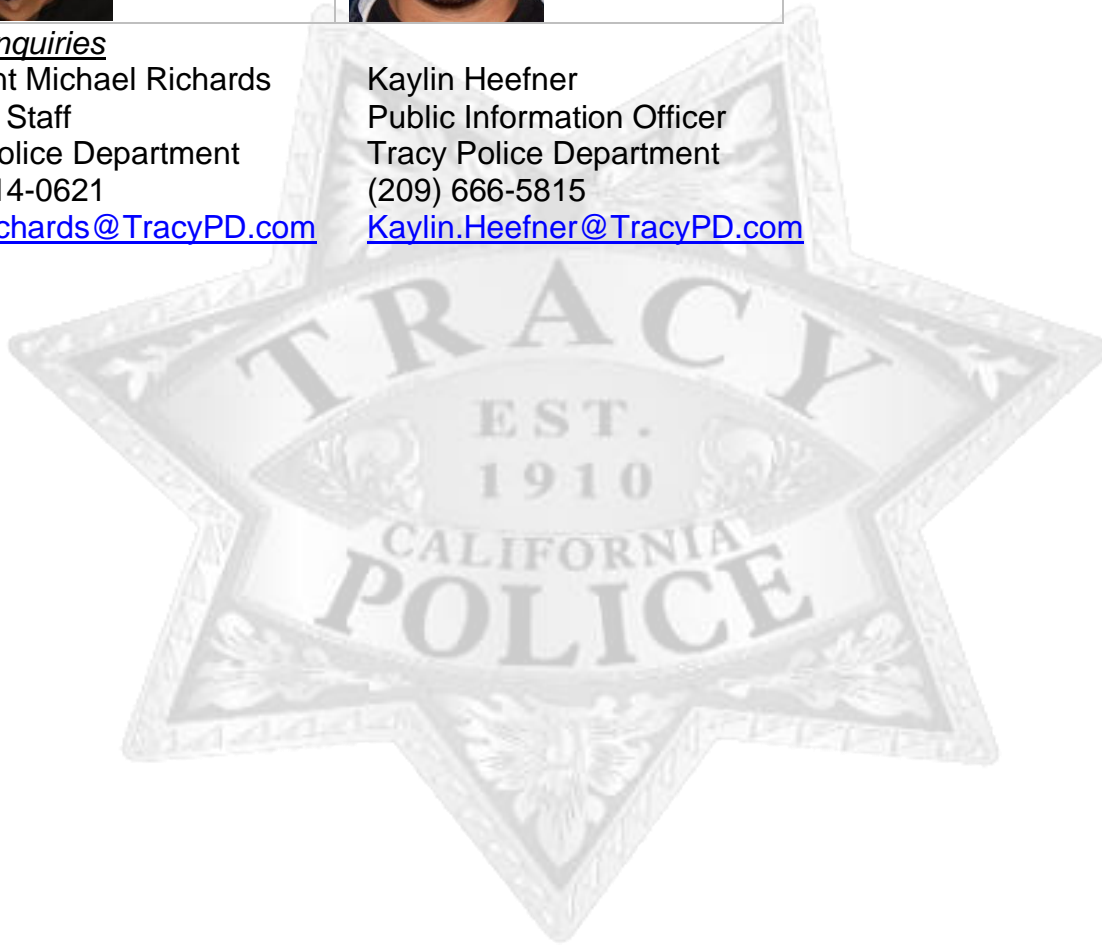 nquiries
nt Michael Richards
Staff
olice Department
14-0621
chards@TracyPD.com
Kaylin Heefner
Public Information Officer
Tracy Police Department
(209) 666-5815
Kaylin.Heefner@TracyPD.com
TRACY
EST.
1910
CALIFORNIA
POLICE